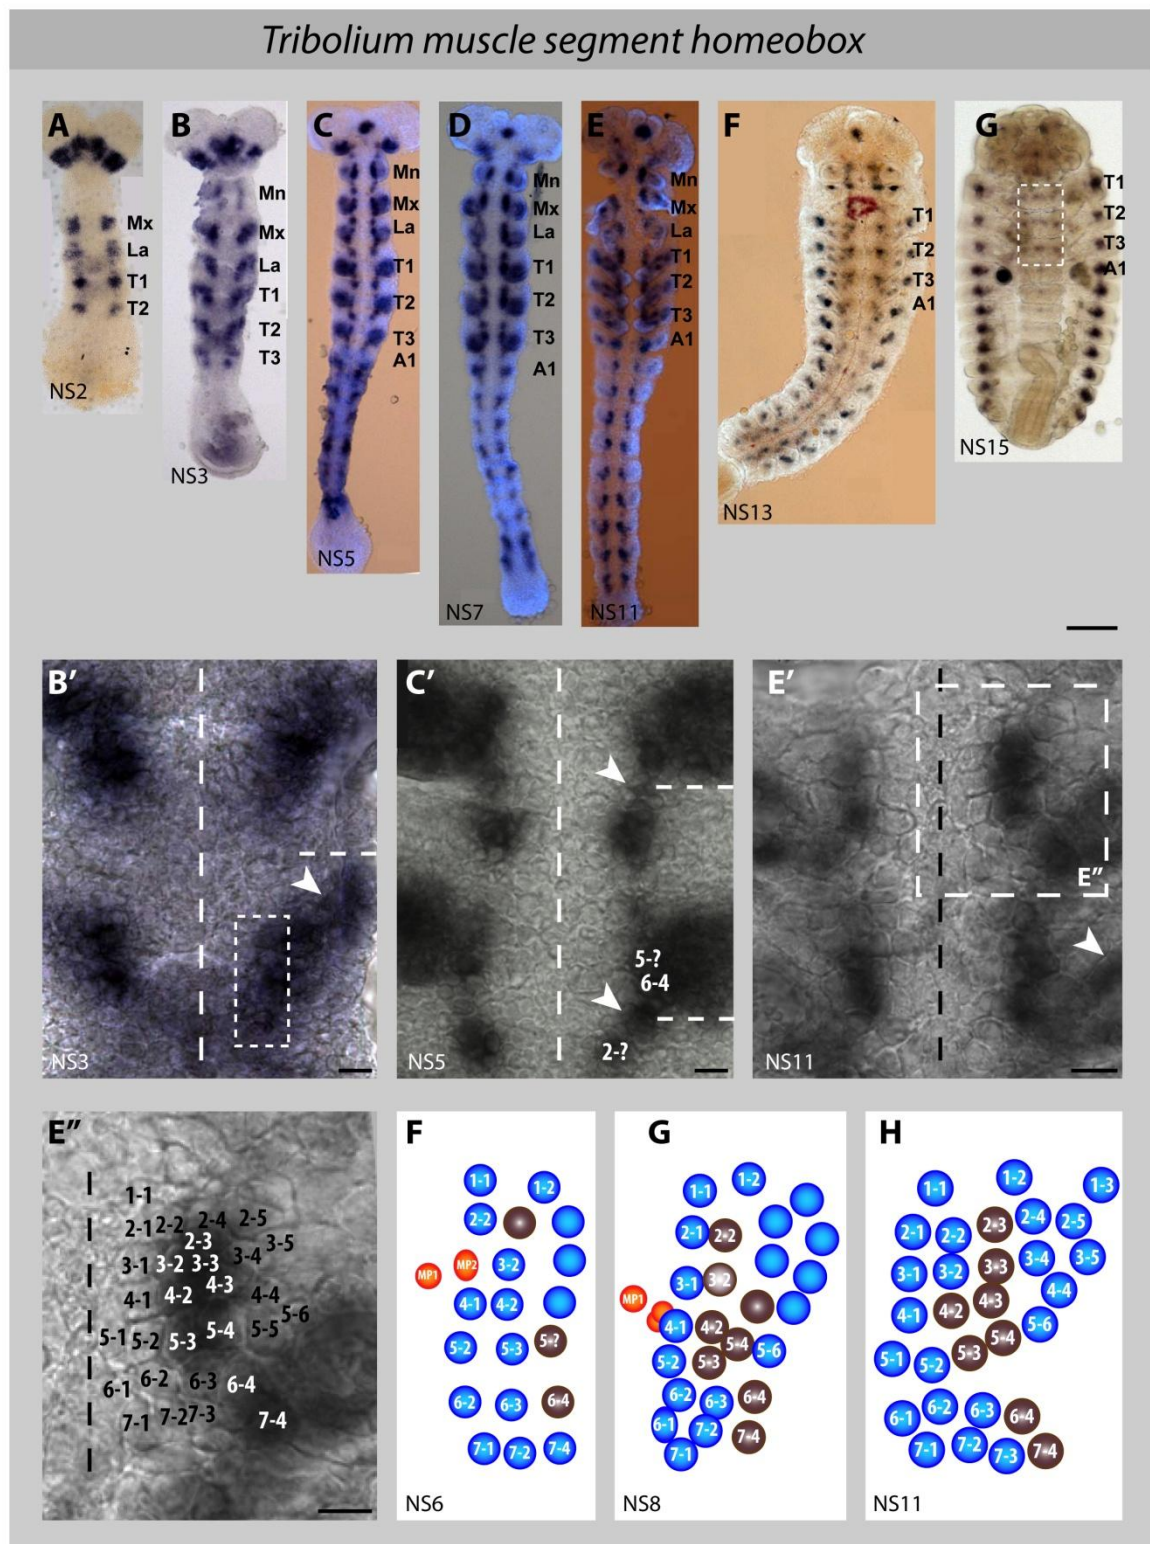 Tribolium muscle segment homeobox
A
Mx
La
T1
T2
NS2
B
Mn
Mx
La
T1
T2
T3
NS3
C
Mn
Mx
La
T1
T2
T3
A1
NS5
D
Mn
Mx
La
T1
T2
T3
A1
NS7
E
Mn
Mx
La
T1
T2
T3
A1
NS11
F
T1
T2
T3
A1
NS13
G
T1
T2
T3
A1
NS15
B′
NS3
C′
5-?
6-4
2-?
NS5
E′
E″
NS11
E″
1-1
2-1 2-2 2-4 2-5
2-3
3-1 3-2 3-3 3-4 3-5
4-1 4-2 4-3 4-4
5-1 5-2 5-3 5-4 5-5 5-6
6-1 6-2 6-3 6-4
7-1 7-2 7-3 7-4
F
1-1 1-2
2-2
MP1 MP2 3-2
4-1 4-2
5-2 5-3 5-?
6-2 6-3 6-4
7-1 7-2 7-4
NS6
G
1-1 1-2
2-1 2-2
3-1 3-2
MP1
4-1 4-2
5-2 5-3 5-4 5-6
6-2 6-3 6-4
6-1 7-2 7-4
7-1
NS8
H
1-1 1-2 1-3
2-1 2-2 2-3 2-4 2-5
3-1 3-2 3-3 3-4 3-5
4-1 4-2 4-3 4-4
5-1 5-2 5-3 5-4 5-6
6-1 6-2 6-3 6-4
7-1 7-2 7-3 7-4
NS11